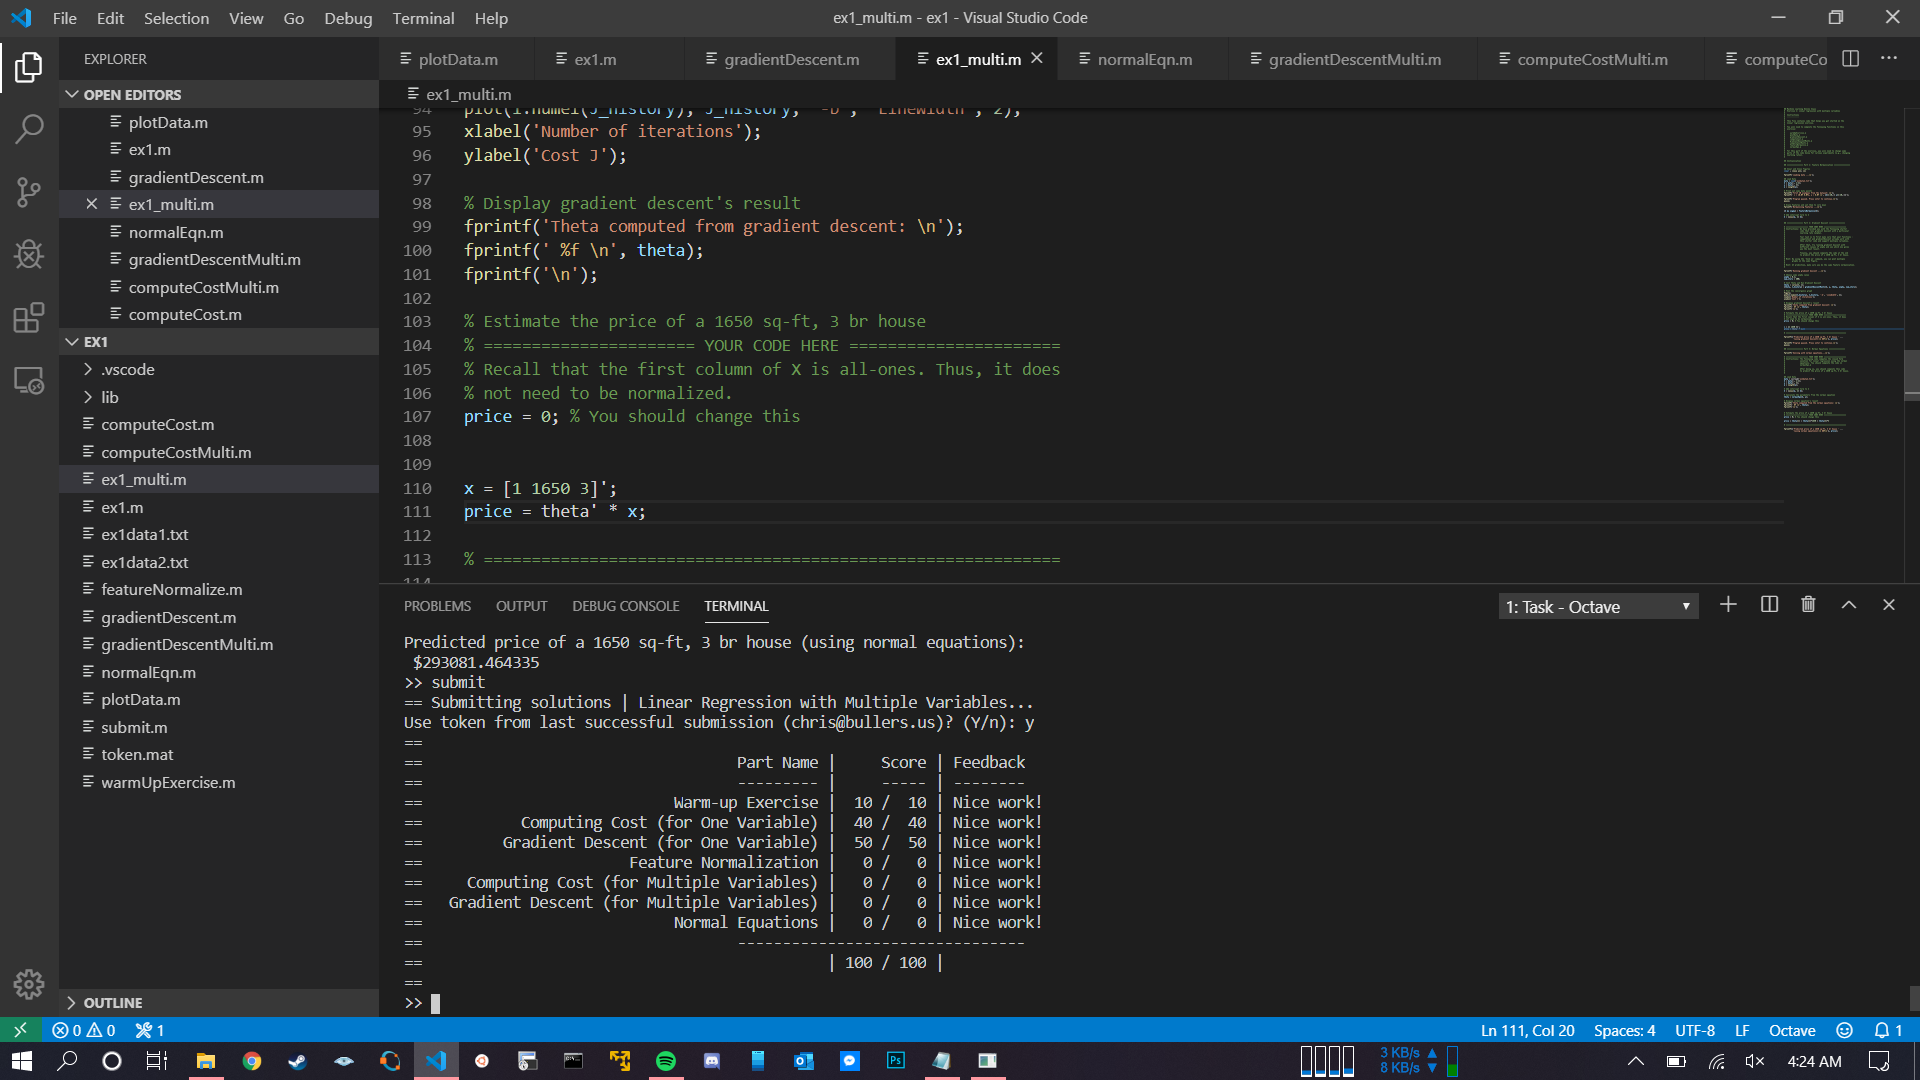 File Edit Selection View Go Debug Terminal Help
ex1_multi.m - ex1 - Visual Studio Code
EXPLORER
OPEN EDITORS
plotData.m
ex1.m
gradientDescent.m
ex1_multi.m
normalEqn.m
gradientDescentMulti.m
computeCostMulti.m
computeCost.m
EX1
.vscode
lib
computeCost.m
computeCostMulti.m
ex1_multi.m
ex1.m
ex1data1.txt
ex1data2.txt
featureNormalize.m
gradientDescent.m
gradientDescentMulti.m
normalEqn.m
plotData.m
submit.m
token.mat
warmUpExercise.m
OUTLINE
plotData.m ex1.m gradientDescent.m ex1_multi.m normalEqn.m gradientDescentMulti.m computeCostMulti.m computeCo
ex1_multi.m
94 plot(1:numel(J_history), J_history, '-b', 'LineWidth', 2);
95 xlabel('Number of iterations');
96 ylabel('Cost J');
97
98 % Display gradient descent's result
99 fprintf('Theta computed from gradient descent: \n');
100 fprintf(' %f \n', theta);
101 fprintf('\n');
102
103 % Estimate the price of a 1650 sq-ft, 3 br house
104 % ====================== YOUR CODE HERE ======================
105 % Recall that the first column of X is all-ones. Thus, it does
106 % not need to be normalized.
107 price = 0; % You should change this
108
109
110 x = [1 1650 3]';
111 price = theta' * x;
112
113 % ============================================================
114
PROBLEMS OUTPUT DEBUG CONSOLE TERMINAL
1: Task - Octave
Predicted price of a 1650 sq-ft, 3 br house (using normal equations):
$293081.464335
>> submit
== Submitting solutions | Linear Regression with Multiple Variables...
Use token from last successful submission (chris@bullers.us)? (Y/n): y
==
== Part Name | Score | Feedback
== --------- | ----- | --------
== Warm-up Exercise | 10 / 10 | Nice work!
== Computing Cost (for One Variable) | 40 / 40 | Nice work!
== Gradient Descent (for One Variable) | 50 / 50 | Nice work!
== Feature Normalization | 0 / 0 | Nice work!
== Computing Cost (for Multiple Variables) | 0 / 0 | Nice work!
== Gradient Descent (for Multiple Variables) | 0 / 0 | Nice work!
== Normal Equations | 0 / 0 | Nice work!
== --------------------------------
== | 100 / 100 |
==
>>
0 0 1
Ln 111, Col 20 Spaces: 4 UTF-8 LF Octave 1
3 KB/s
8 KB/s
4:24 AM
Ps